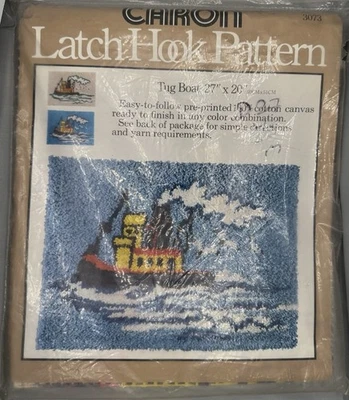 CARON
3073
Latch Hook Pattern
Tug Boat 27" x 20"
Easy-to-follow pre-printed cotton canvas
ready to finish in any color combination.
See back of package for simple directions
and yarn requirements.